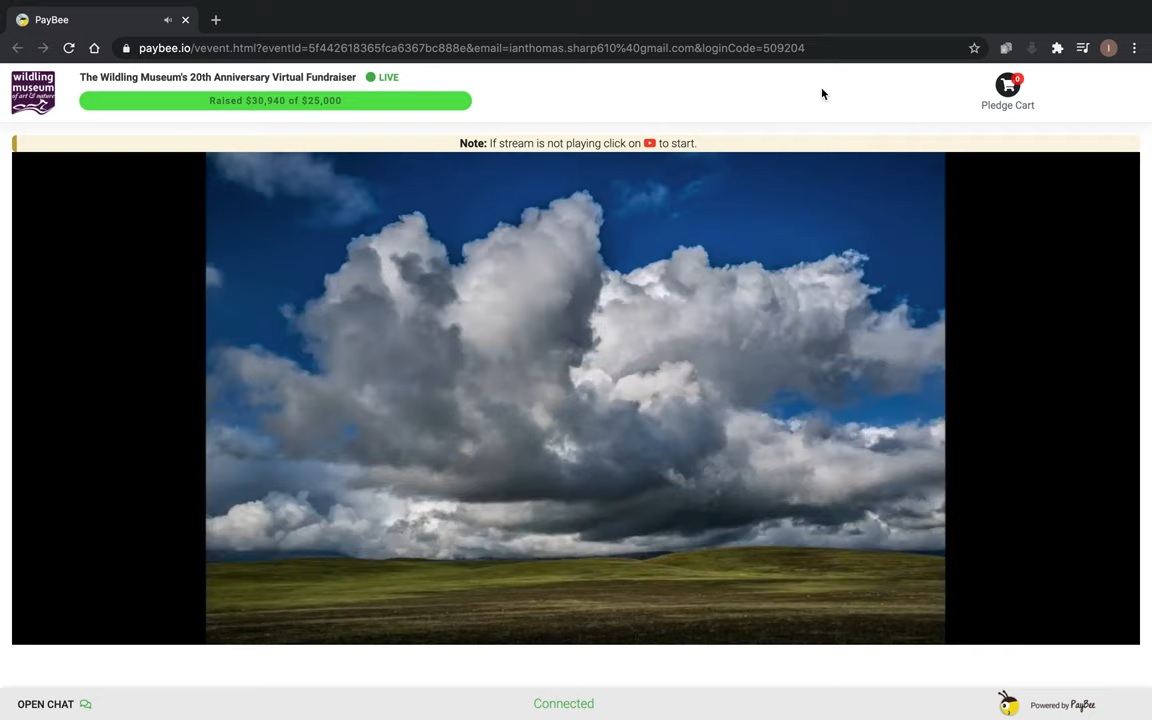 PayBee
paybee.io/vevent.html?eventId=5f442618365fca6367bc888e&email=ianthomas.sharp610%40gmail.com&loginCode=509204
I
wildling
museum
of art & nature
The Wildling Museum's 20th Anniversary Virtual Fundraiser
LIVE
Raised $30,940 of $25,000
0
Pledge Cart
Note: If stream is not playing click on to start.
OPEN CHAT
Connected
Powered by PayBee